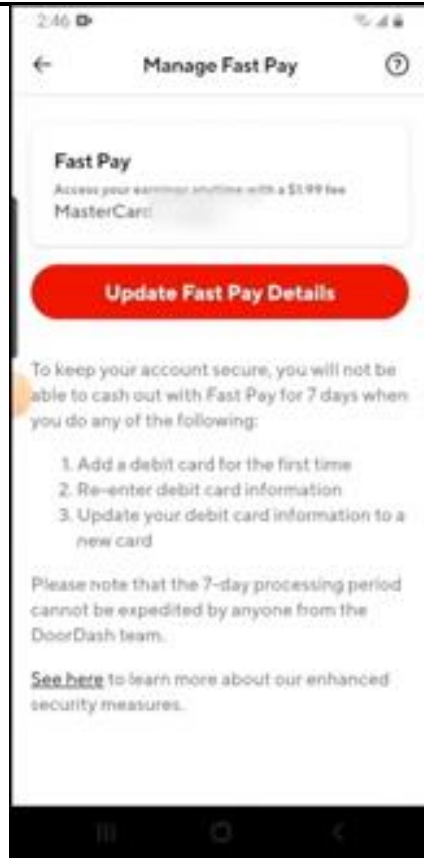 2:46
Manage Fast Pay
Fast Pay
Access your earnings anytime with a $1.99 fee
MasterCard
Update Fast Pay Details
To keep your account secure, you will not be
able to cash out with Fast Pay for 7 days when
you do any of the following:
1. Add a debit card for the first time
2. Re-enter debit card information
3. Update your debit card information to a
new card
Please note that the 7-day processing period
cannot be expedited by anyone from the
DoorDash team.
See here to learn more about our enhanced
security measures.